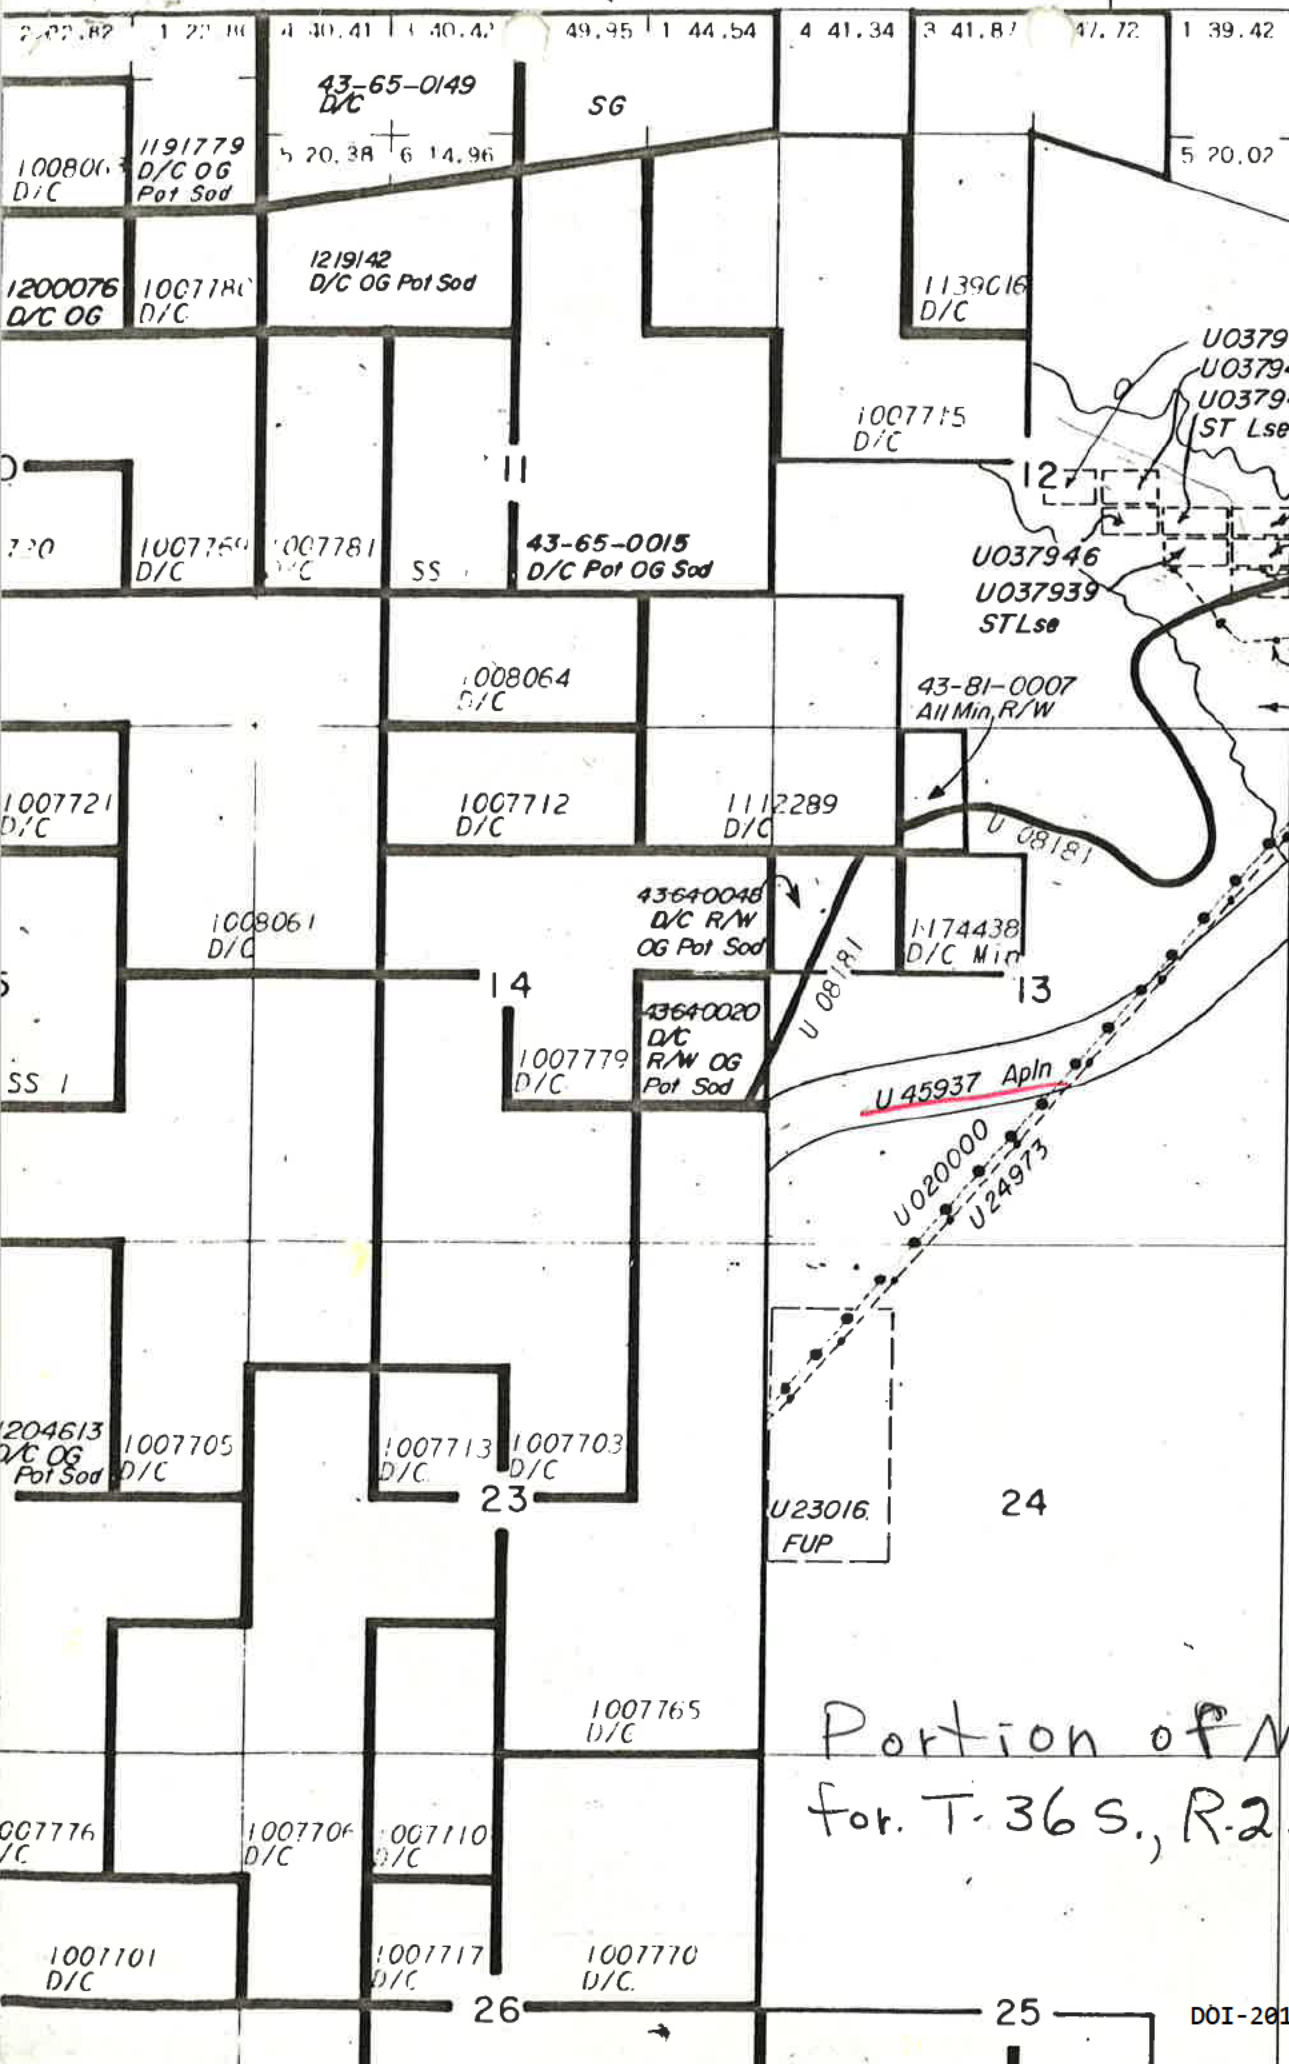 1 39.42
4 40.41
49.95
1 44.54
4 41.34
43-65-0149
D/C
SG
1191779
D/C OG
Pot Sod
D/C
5 20.38
6 14.96
5 20.02
1200076
D/C OG
D/C
1219142
D/C OG Pot Sod
1139016
D/C
U0379
ST Lse
1007715
D/C
11
12
1007769
D/C
SS
43-65-0015
D/C Pot OG Sod
U037946
U037939
ST Lse
1008064
D/C
43-81-0007
All Min, R/W
1007721
D/C
1007712
D/C
1112289
D/C
U 08181
1008061
D/C
43640048
D/C R/W
OG Pot Sod
1174438
D/C Min
U 08181
14
13
43640020
D/C
R/W OG
Pot Sod
1007779
D/C
SS 1
U 45937 Apln
U020000
U24973
1204613
D/C OG
Pot Sod
1007705
D/C
1007713
D/C
1007703
D/C
23
24
U23016
FUP
1007765
D/C
Portion of
for. T. 36 S., R.2
1007706
D/C
D/C
1007701
D/C
1007717
D/C
1007770
D/C
26
25
DOI-201